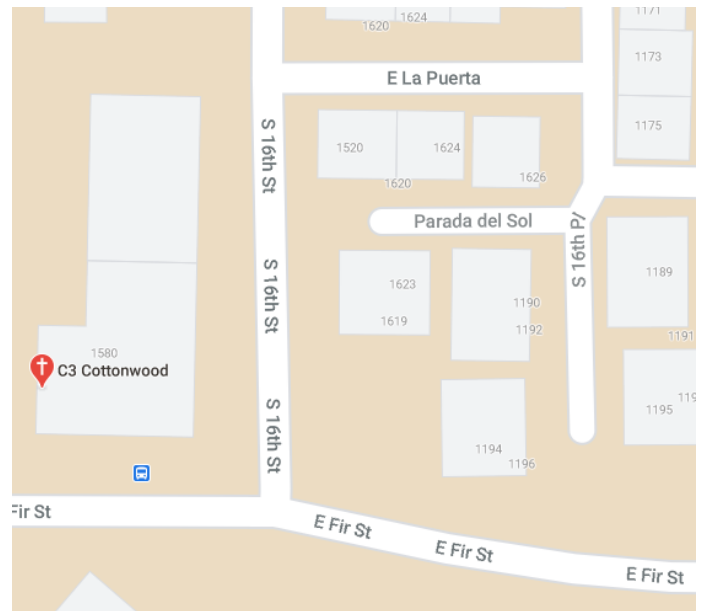 1624
1620
1171
1173
1175
E La Puerta
S 16th St
1520
1624
1620
1626
Parada del Sol
S 16th Pl
S 16th St
1623
1619
1190
1192
1189
1191
1580
C3 Cottonwood
S 16th St
1194
1196
1195
Fir St
E Fir St
E Fir St
E Fir St